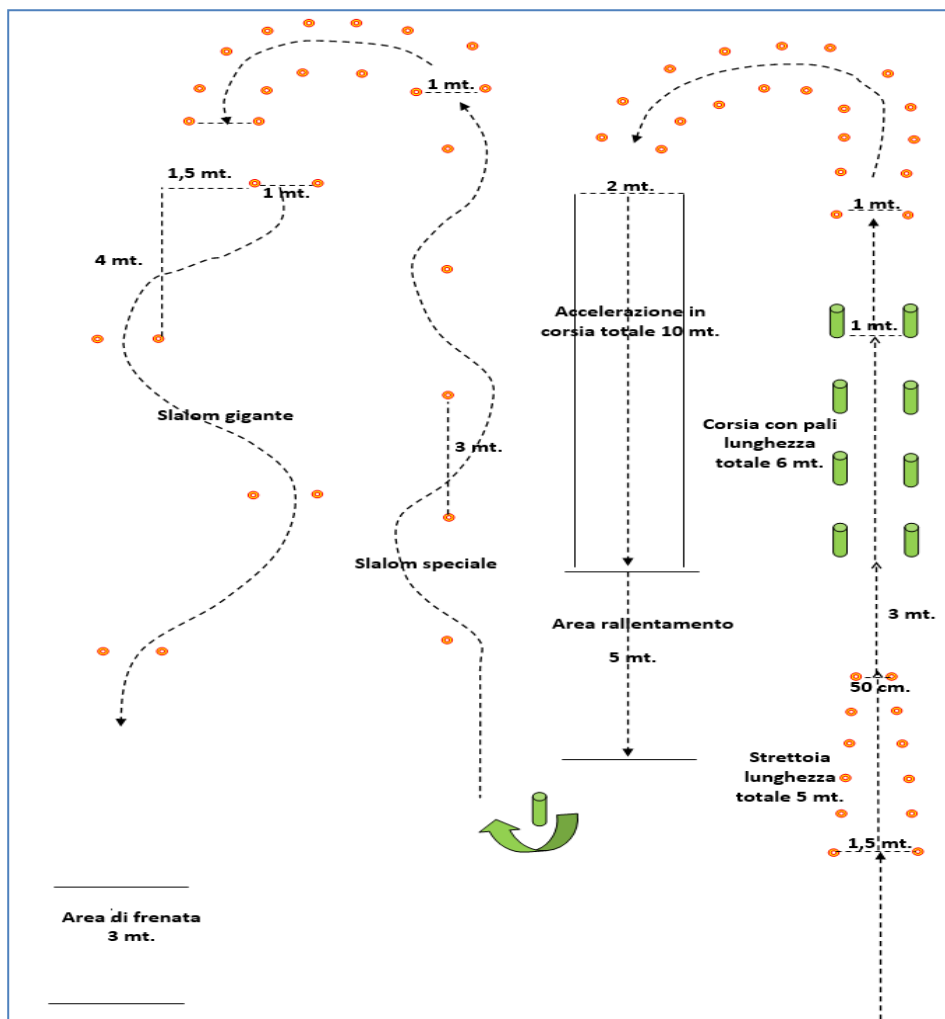 1 mt.
1,5 mt.
1 mt.
4 mt.
Slalom gigante
3 mt.
Slalom speciale
Area di frenata
3 mt.
2 mt.
Accelerazione in
corsia totale 10 mt.
Area rallentamento
5 mt.
1 mt.
1 mt.
Corsia con pali
lunghezza
totale 6 mt.
3 mt.
50 cm.
Strettoia
lunghezza
totale 5 mt.
1,5 mt.